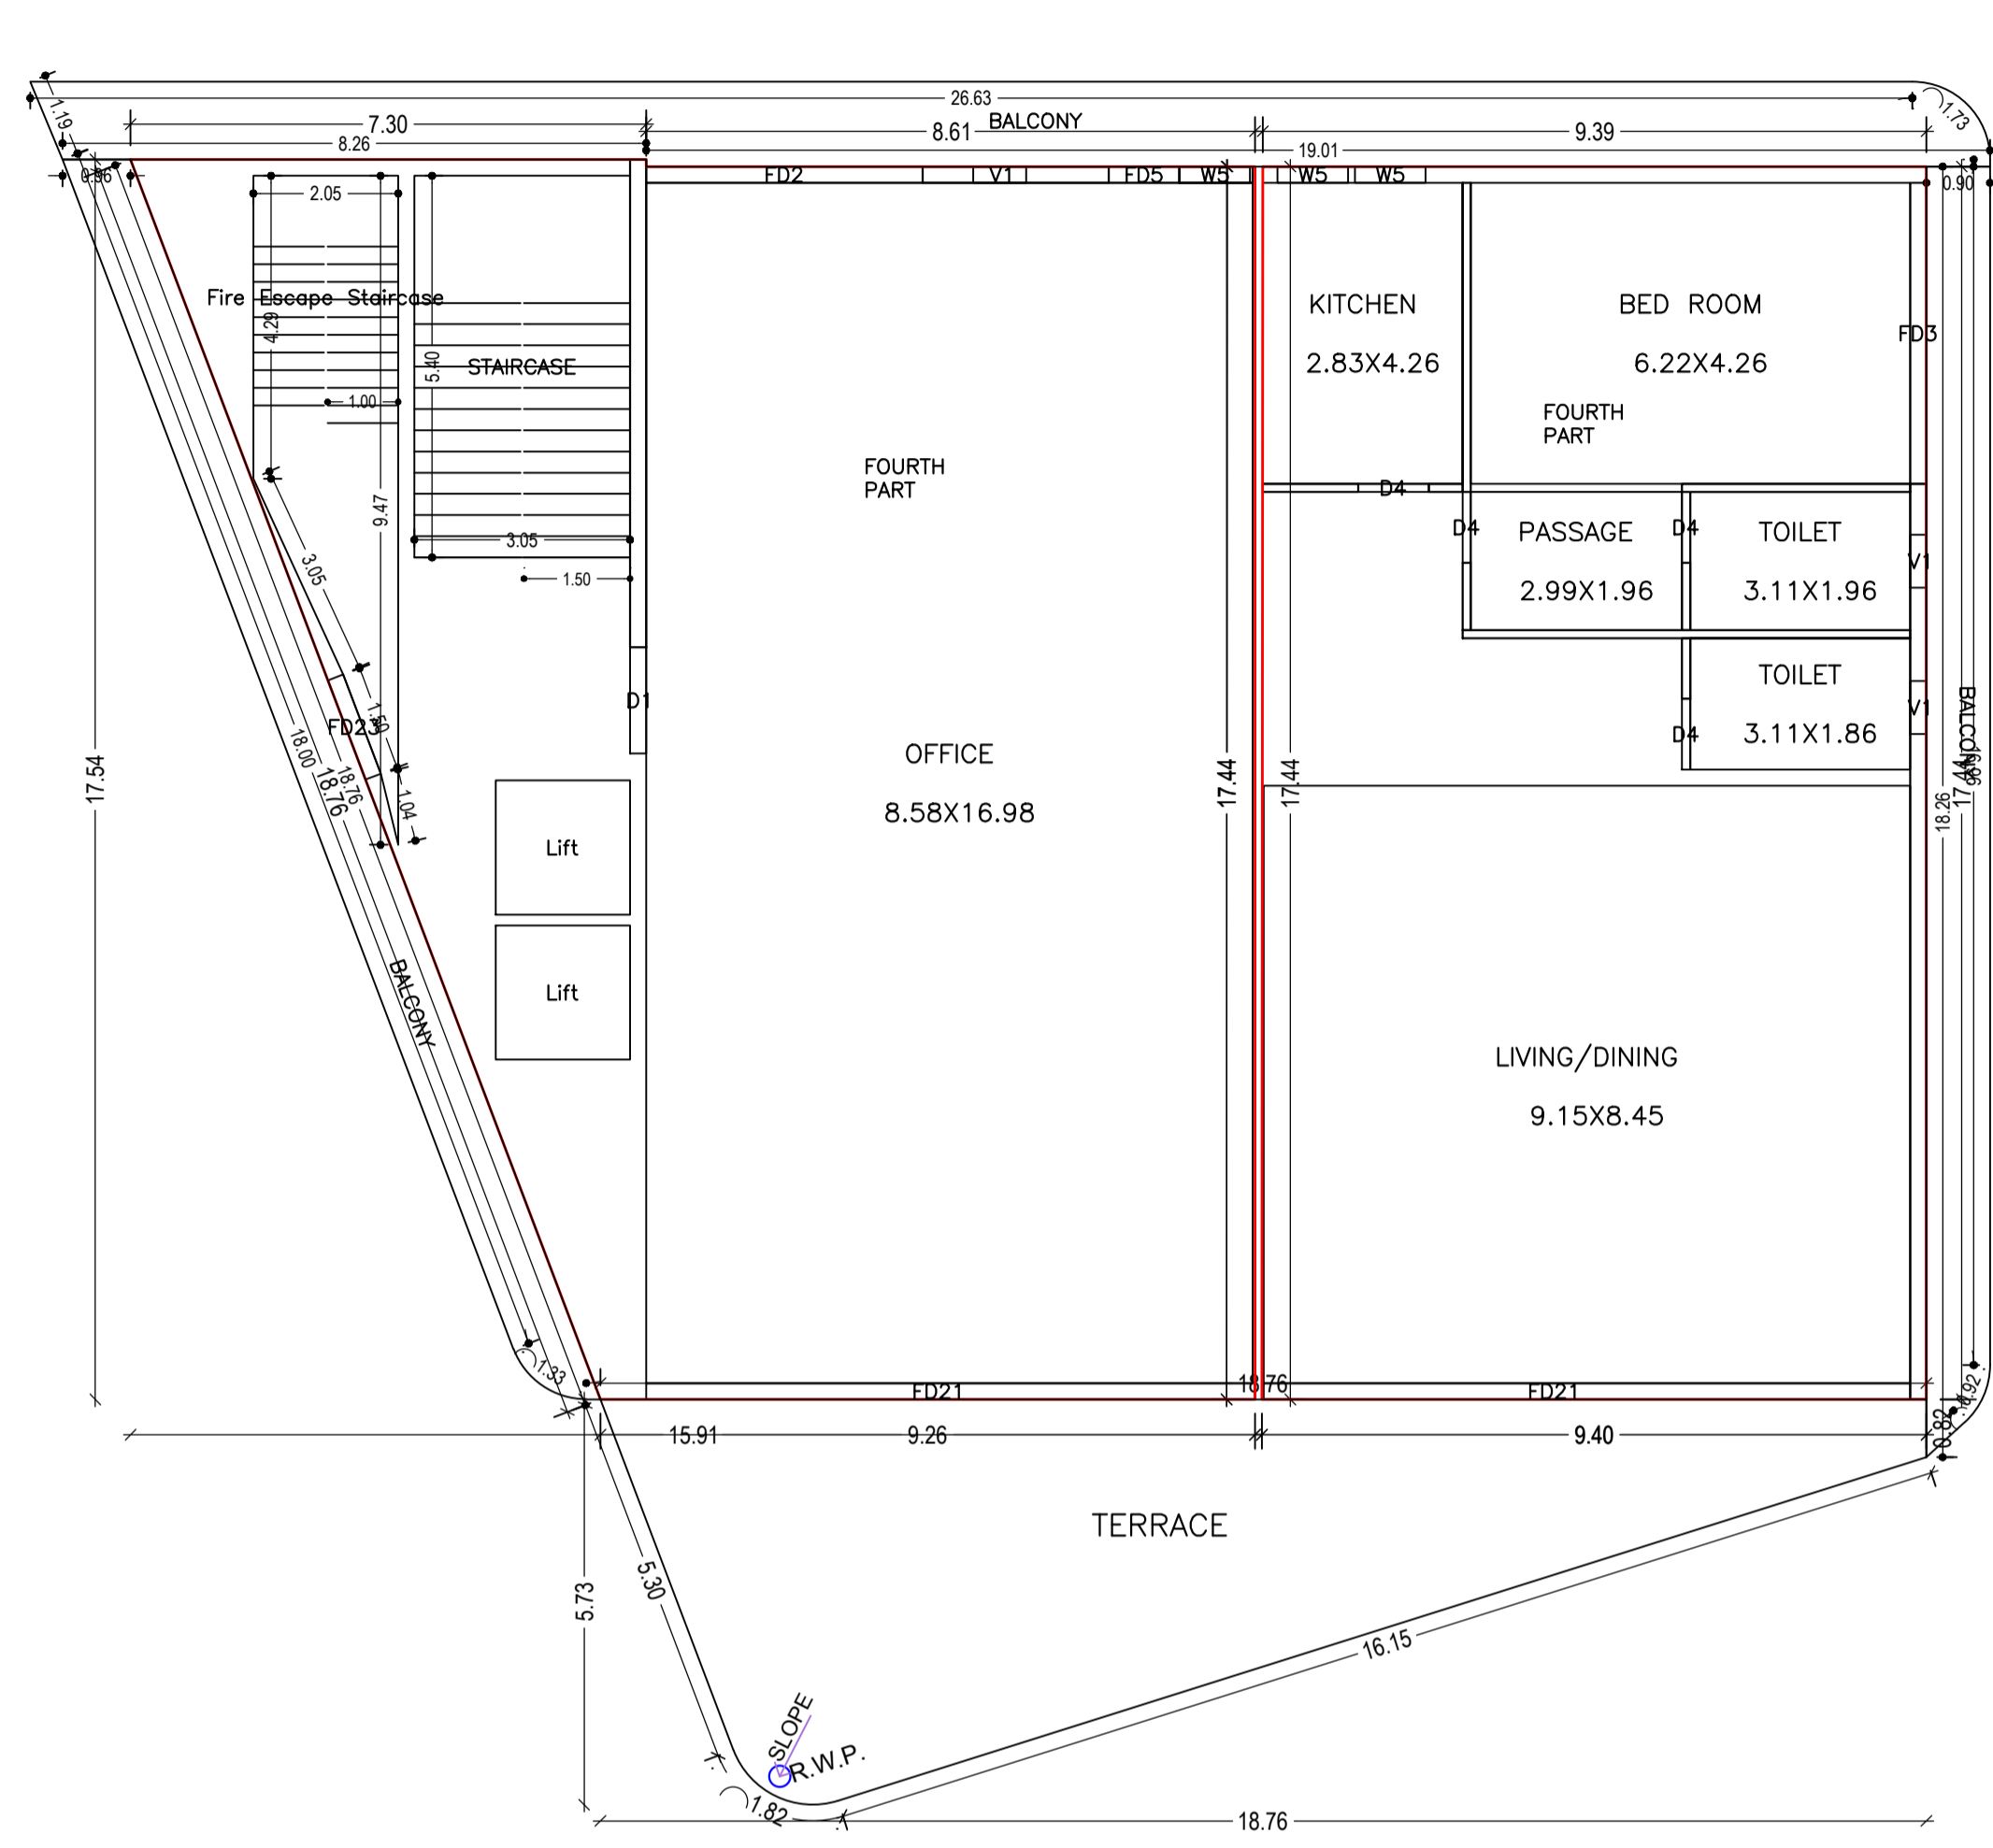 26.63
1.73
1.19
7.30
BALCONY
8.61
9.39
8.26
19.01
0.96
FD2
V1
FD5
W5
W5
W5
0.90
2.05
Fire Escape Staircase
4.29
KITCHEN
BED ROOM
FD3
5.40
STAIRCASE
2.83X4.26
6.22X4.26
1.00
FOURTH
PART
FOURTH
PART
9.47
D4
3.05
D4
PASSAGE
D4
TOILET
3.05
1.50
V1
2.99X1.96
3.11X1.96
TOILET
D1
FD23
1.50
BALCONY
V1
D4
3.11X1.86
18.00
18.76
18.76
17.54
OFFICE
17.44
17.44
17.44
18.26
1.04
8.58X16.98
Lift
Lift
BALCONY
LIVING/DINING
9.15X8.45
1.33
18.76
FD21
FD21
0.82
15.91
9.26
9.40
TERRACE
5.30
5.73
16.15
SLOPE
R.W.P.
1.82
18.76